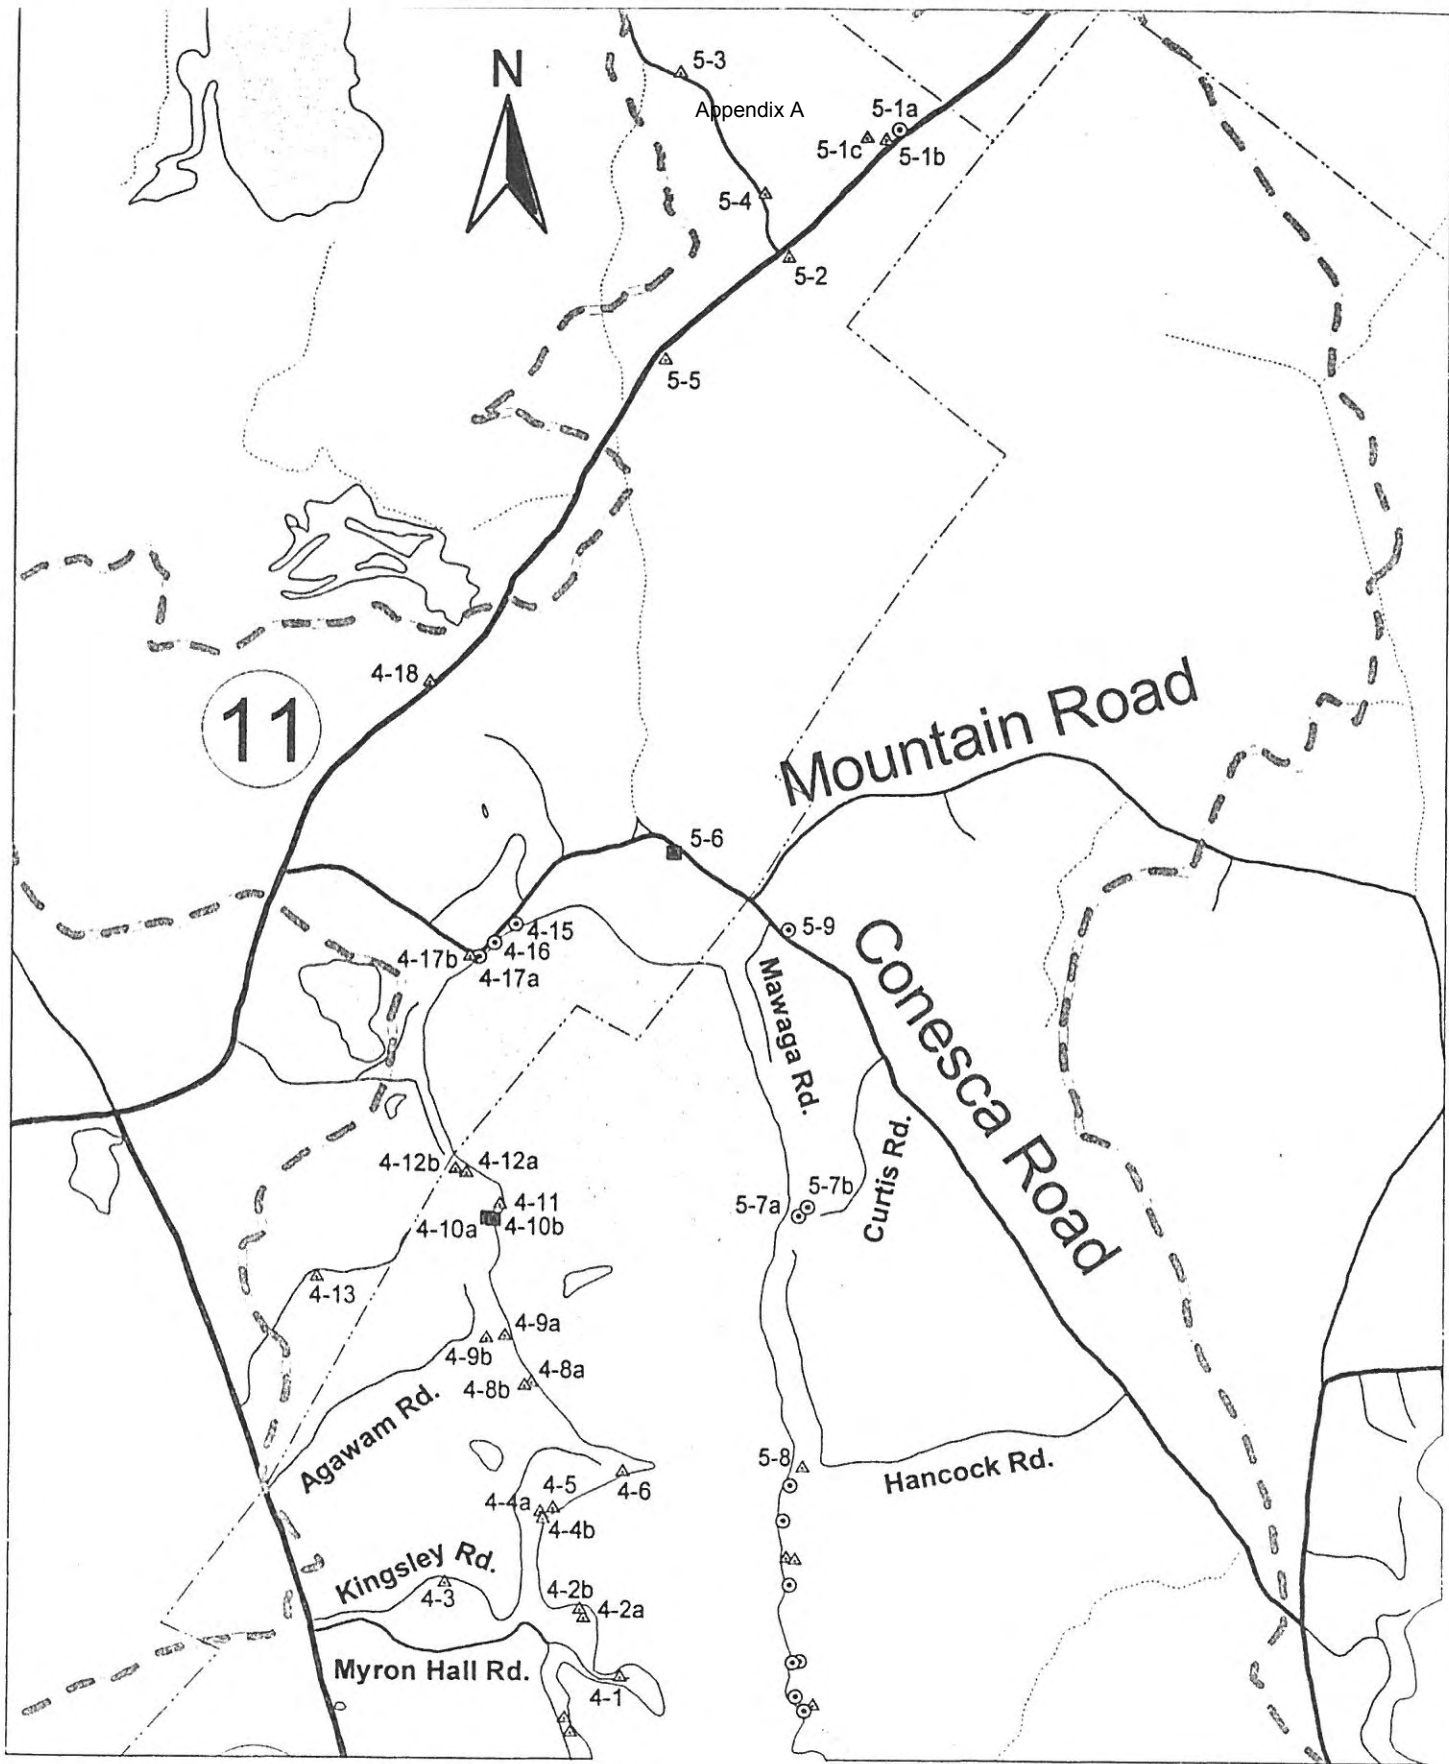 N
5-3
Appendix A
5-1a
5-1c
5-1b
5-4
5-2
5-5
4-18
11
Mountain Road
5-6
5-9
4-15
4-16
4-17b
4-17a
Conesca Road
Mawaga Rd.
Curtis Rd.
4-12b
4-12a
4-11
4-10a
4-10b
5-7b
5-7a
4-13
4-9a
4-9b
4-8a
4-8b
Agawam Rd.
5-8
Hancock Rd.
4-6
4-5
4-4a
4-4b
Kingsley Rd.
4-3
4-2b
4-2a
Myron Hall Rd.
4-1